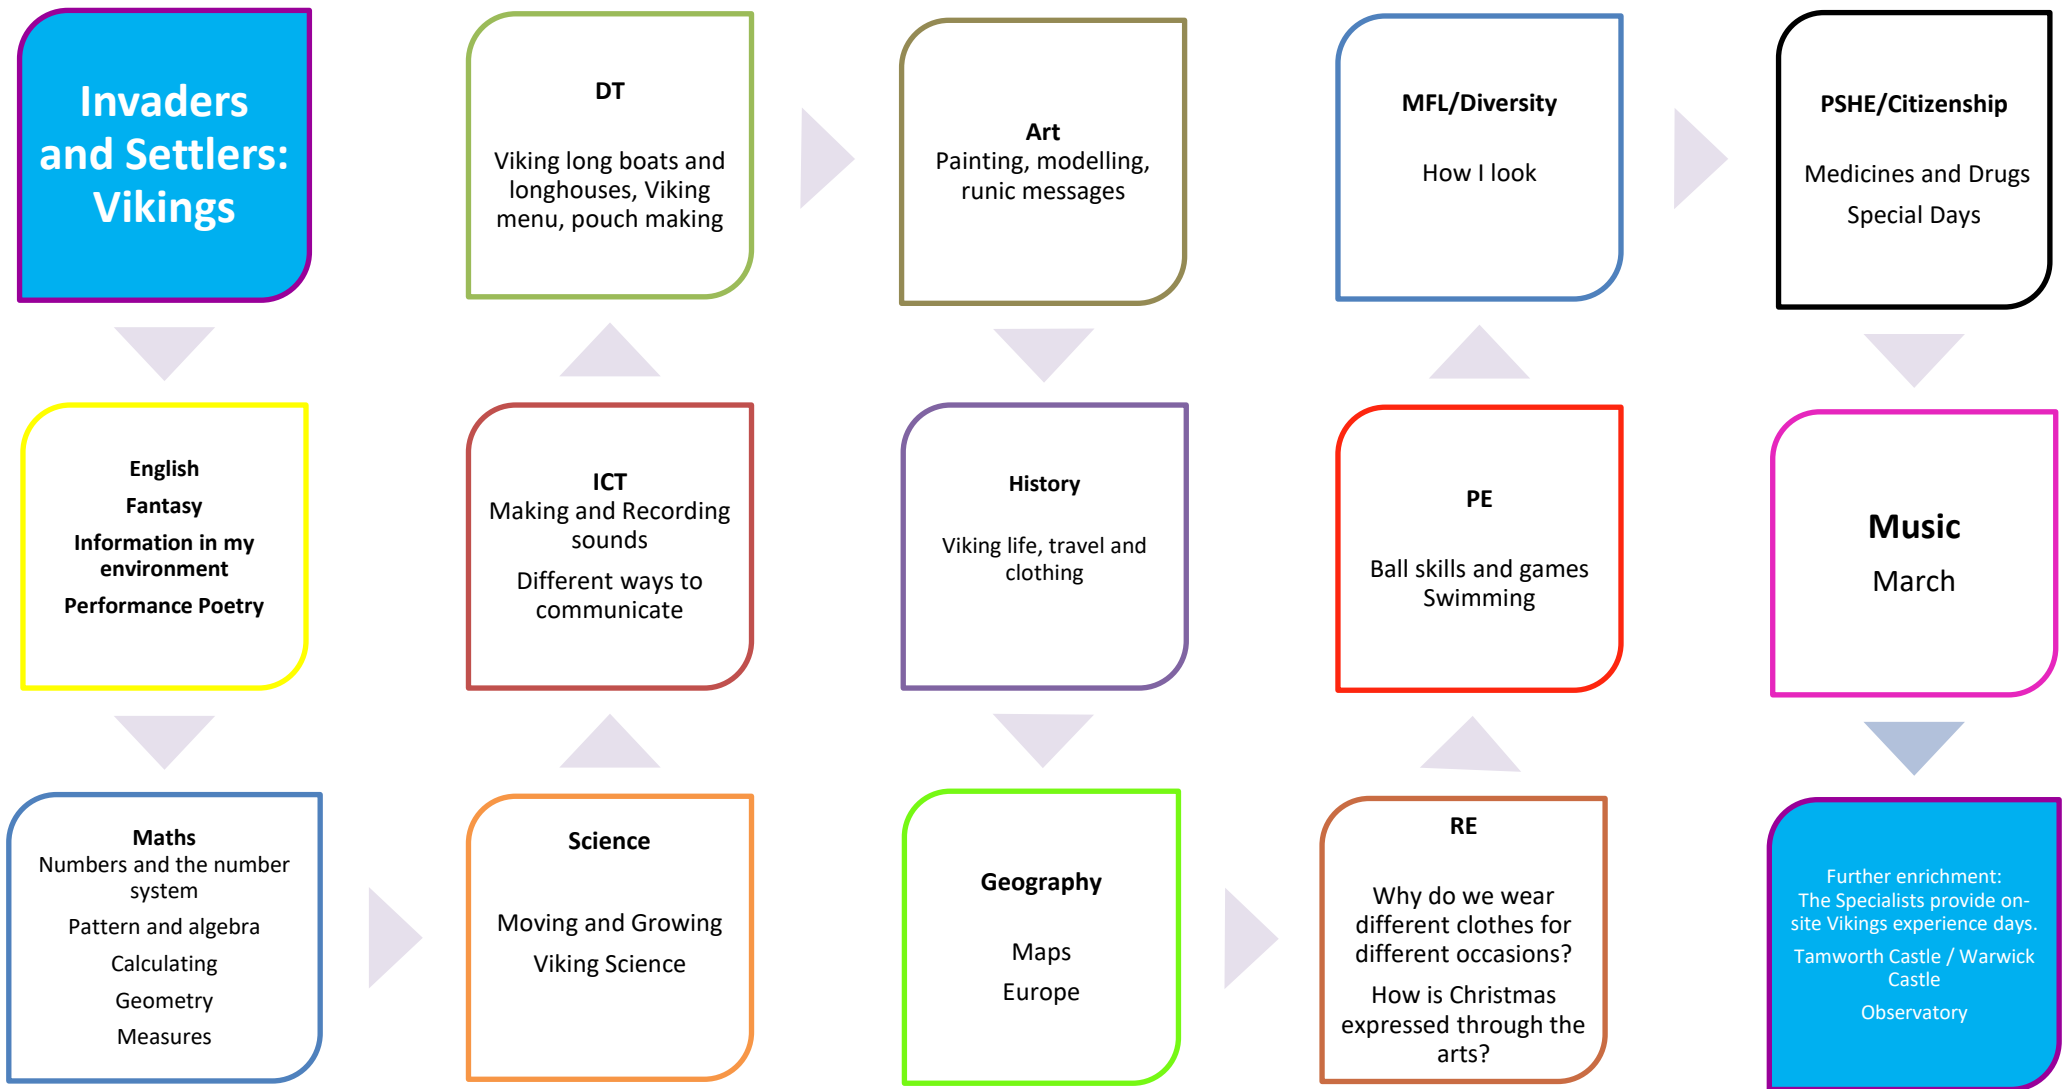 Invaders
and Settlers:
Vikings
English
Fantasy
Information in my
environment
Performance Poetry
Maths
Numbers and the number
system
Pattern and algebra
Calculating
Geometry
Measures
Science
Moving and Growing
Viking Science
ICT
Making and Recording
sounds
Different ways to
communicate
DT
Viking long boats and
longhouses, Viking
menu, pouch making
Art
Painting, modelling,
runic messages
History
Viking life, travel and
clothing
Geography
Maps
Europe
RE
Why do we wear
different clothes for
different occasions?
How is Christmas
expressed through the
arts?
PE
Ball skills and games
Swimming
MFL/Diversity
How I look
PSHE/Citizenship
Medicines and Drugs
Special Days
Music
March
Further enrichment:
The Specialists provide on-
site Vikings experience days.
Tamworth Castle / Warwick
Castle
Observatory